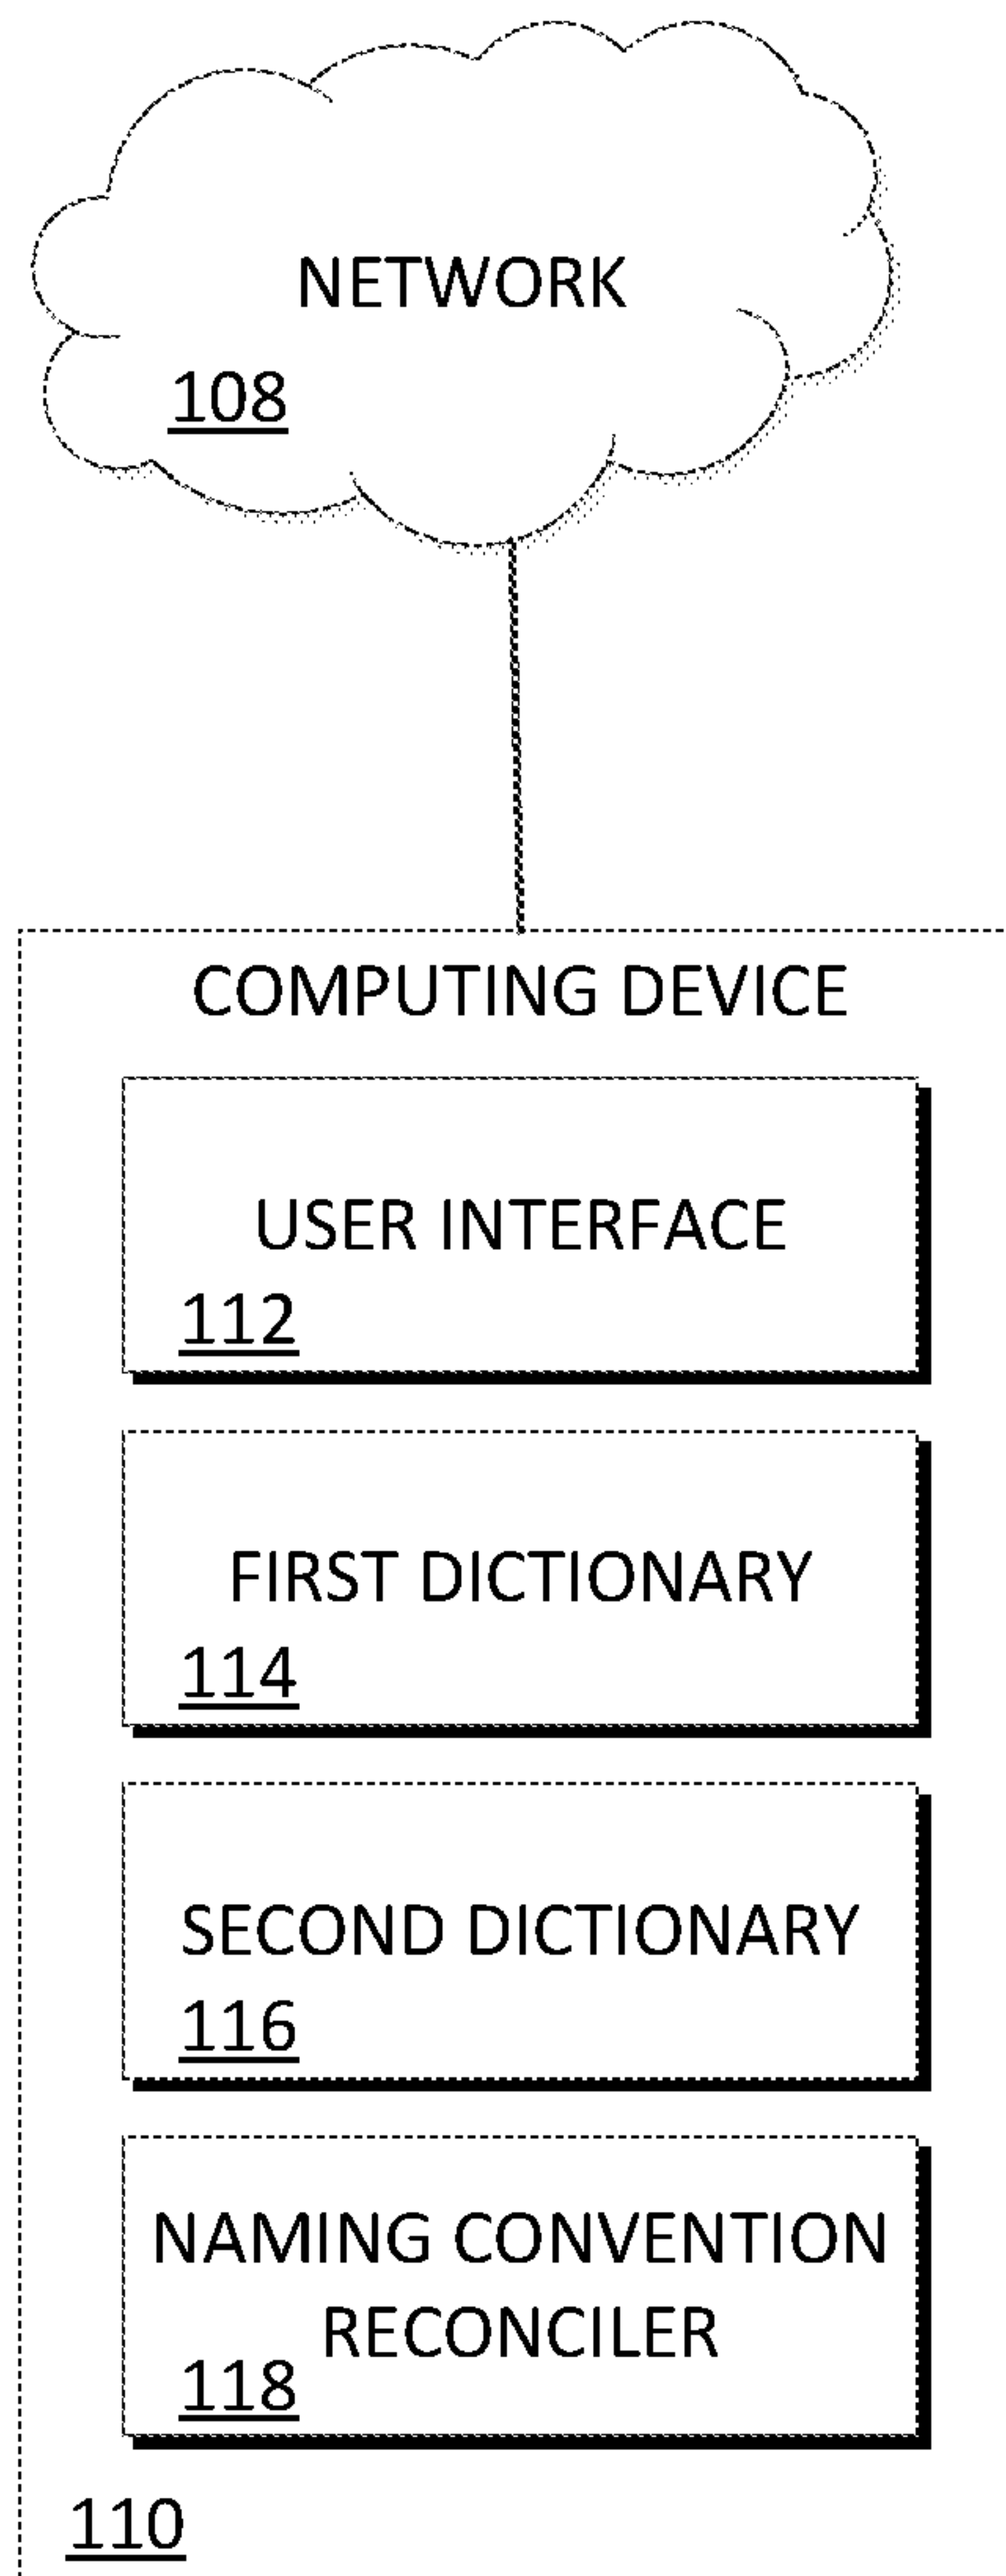 NETWORK
108
COMPUTING DEVICE
USER INTERFACE
112
FIRST DICTIONARY
114
SECOND DICTIONARY
116
NAMING CONVENTION
RECONCILER
118
110